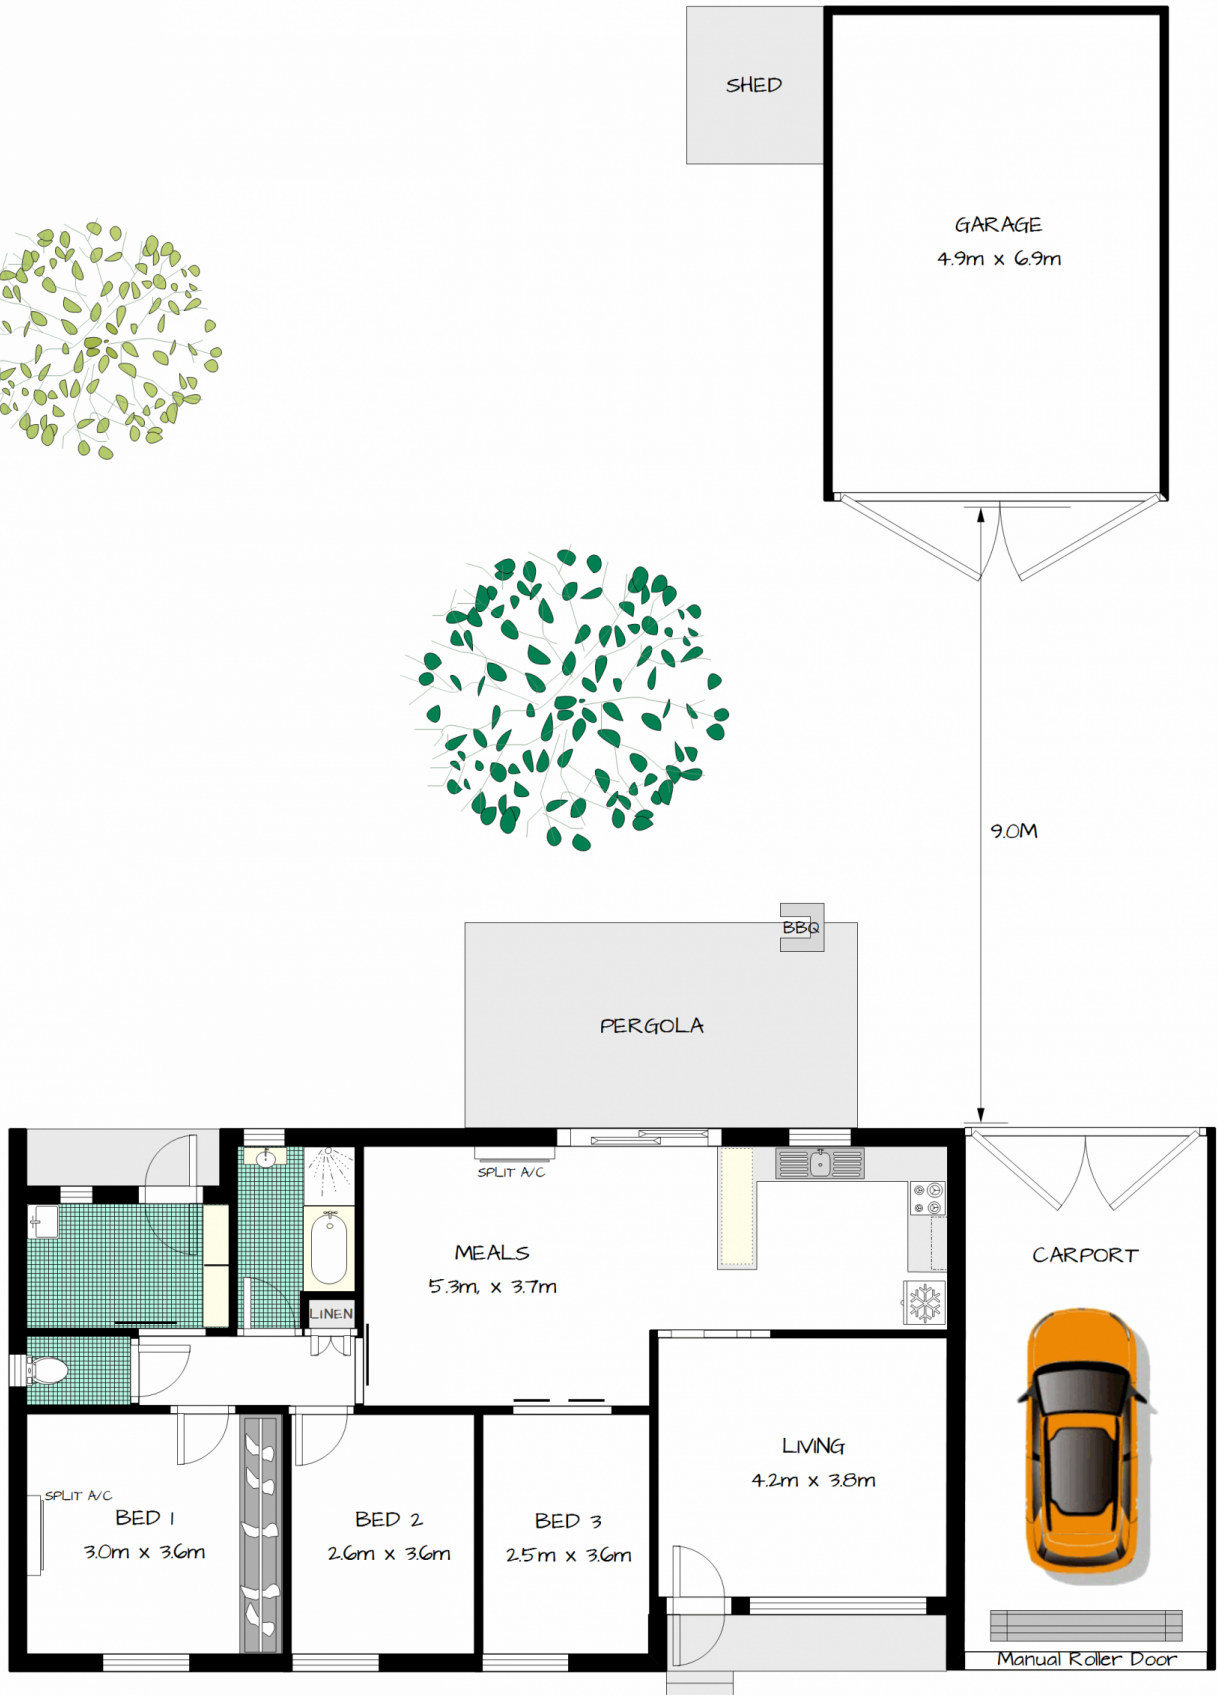 SHED
GARAGE
4.9m x 6.9m
9.0M
BBQ
PERGOLA
SPLIT A/C
MEALS
5.3m, x 3.7m
CARPORT
LINEN
LIVING
4.2m x 3.8m
SPLIT A/C
BED 1
3.0m x 3.6m
BED 2
2.6m x 3.6m
BED 3
2.5m x 3.6m
Manual Roller Door